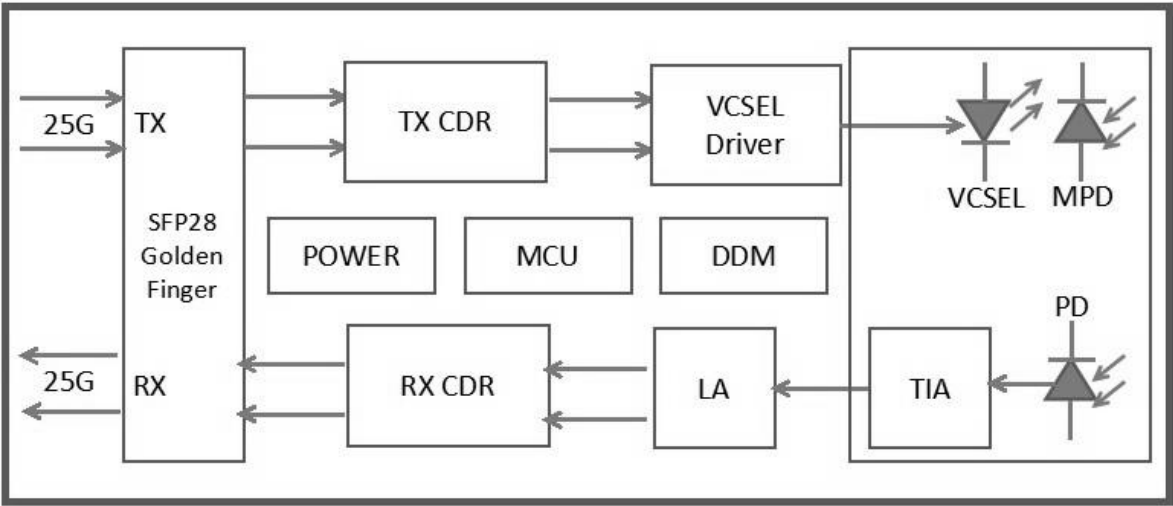 25G
TX
TX CDR
VCSEL
Driver
VCSEL
MPD
SFP28
Golden
Finger
POWER
MCU
DDM
PD
25G
RX
RX CDR
LA
TIA